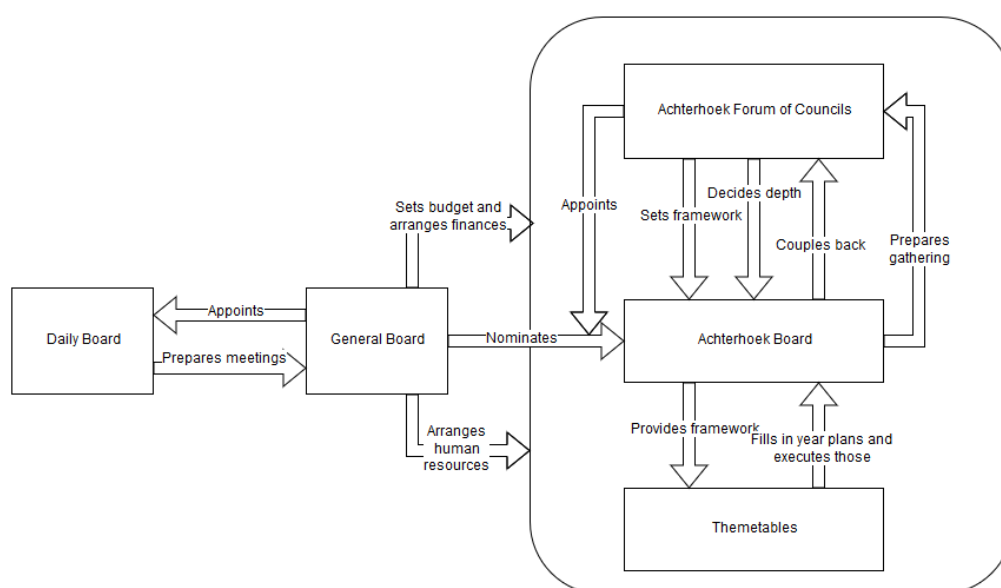 Achterhoek Forum of Councils
Appoints
Decides depth
Sets framework
Couples back
Prepares
gathering
Sets budget and
arranges finances
Daily Board
Appoints
Prepares meetings
General Board
Nominates
Achterhoek Board
Arranges
human
resources
Provides framework
Fills in year plans and
executes those
Themetables